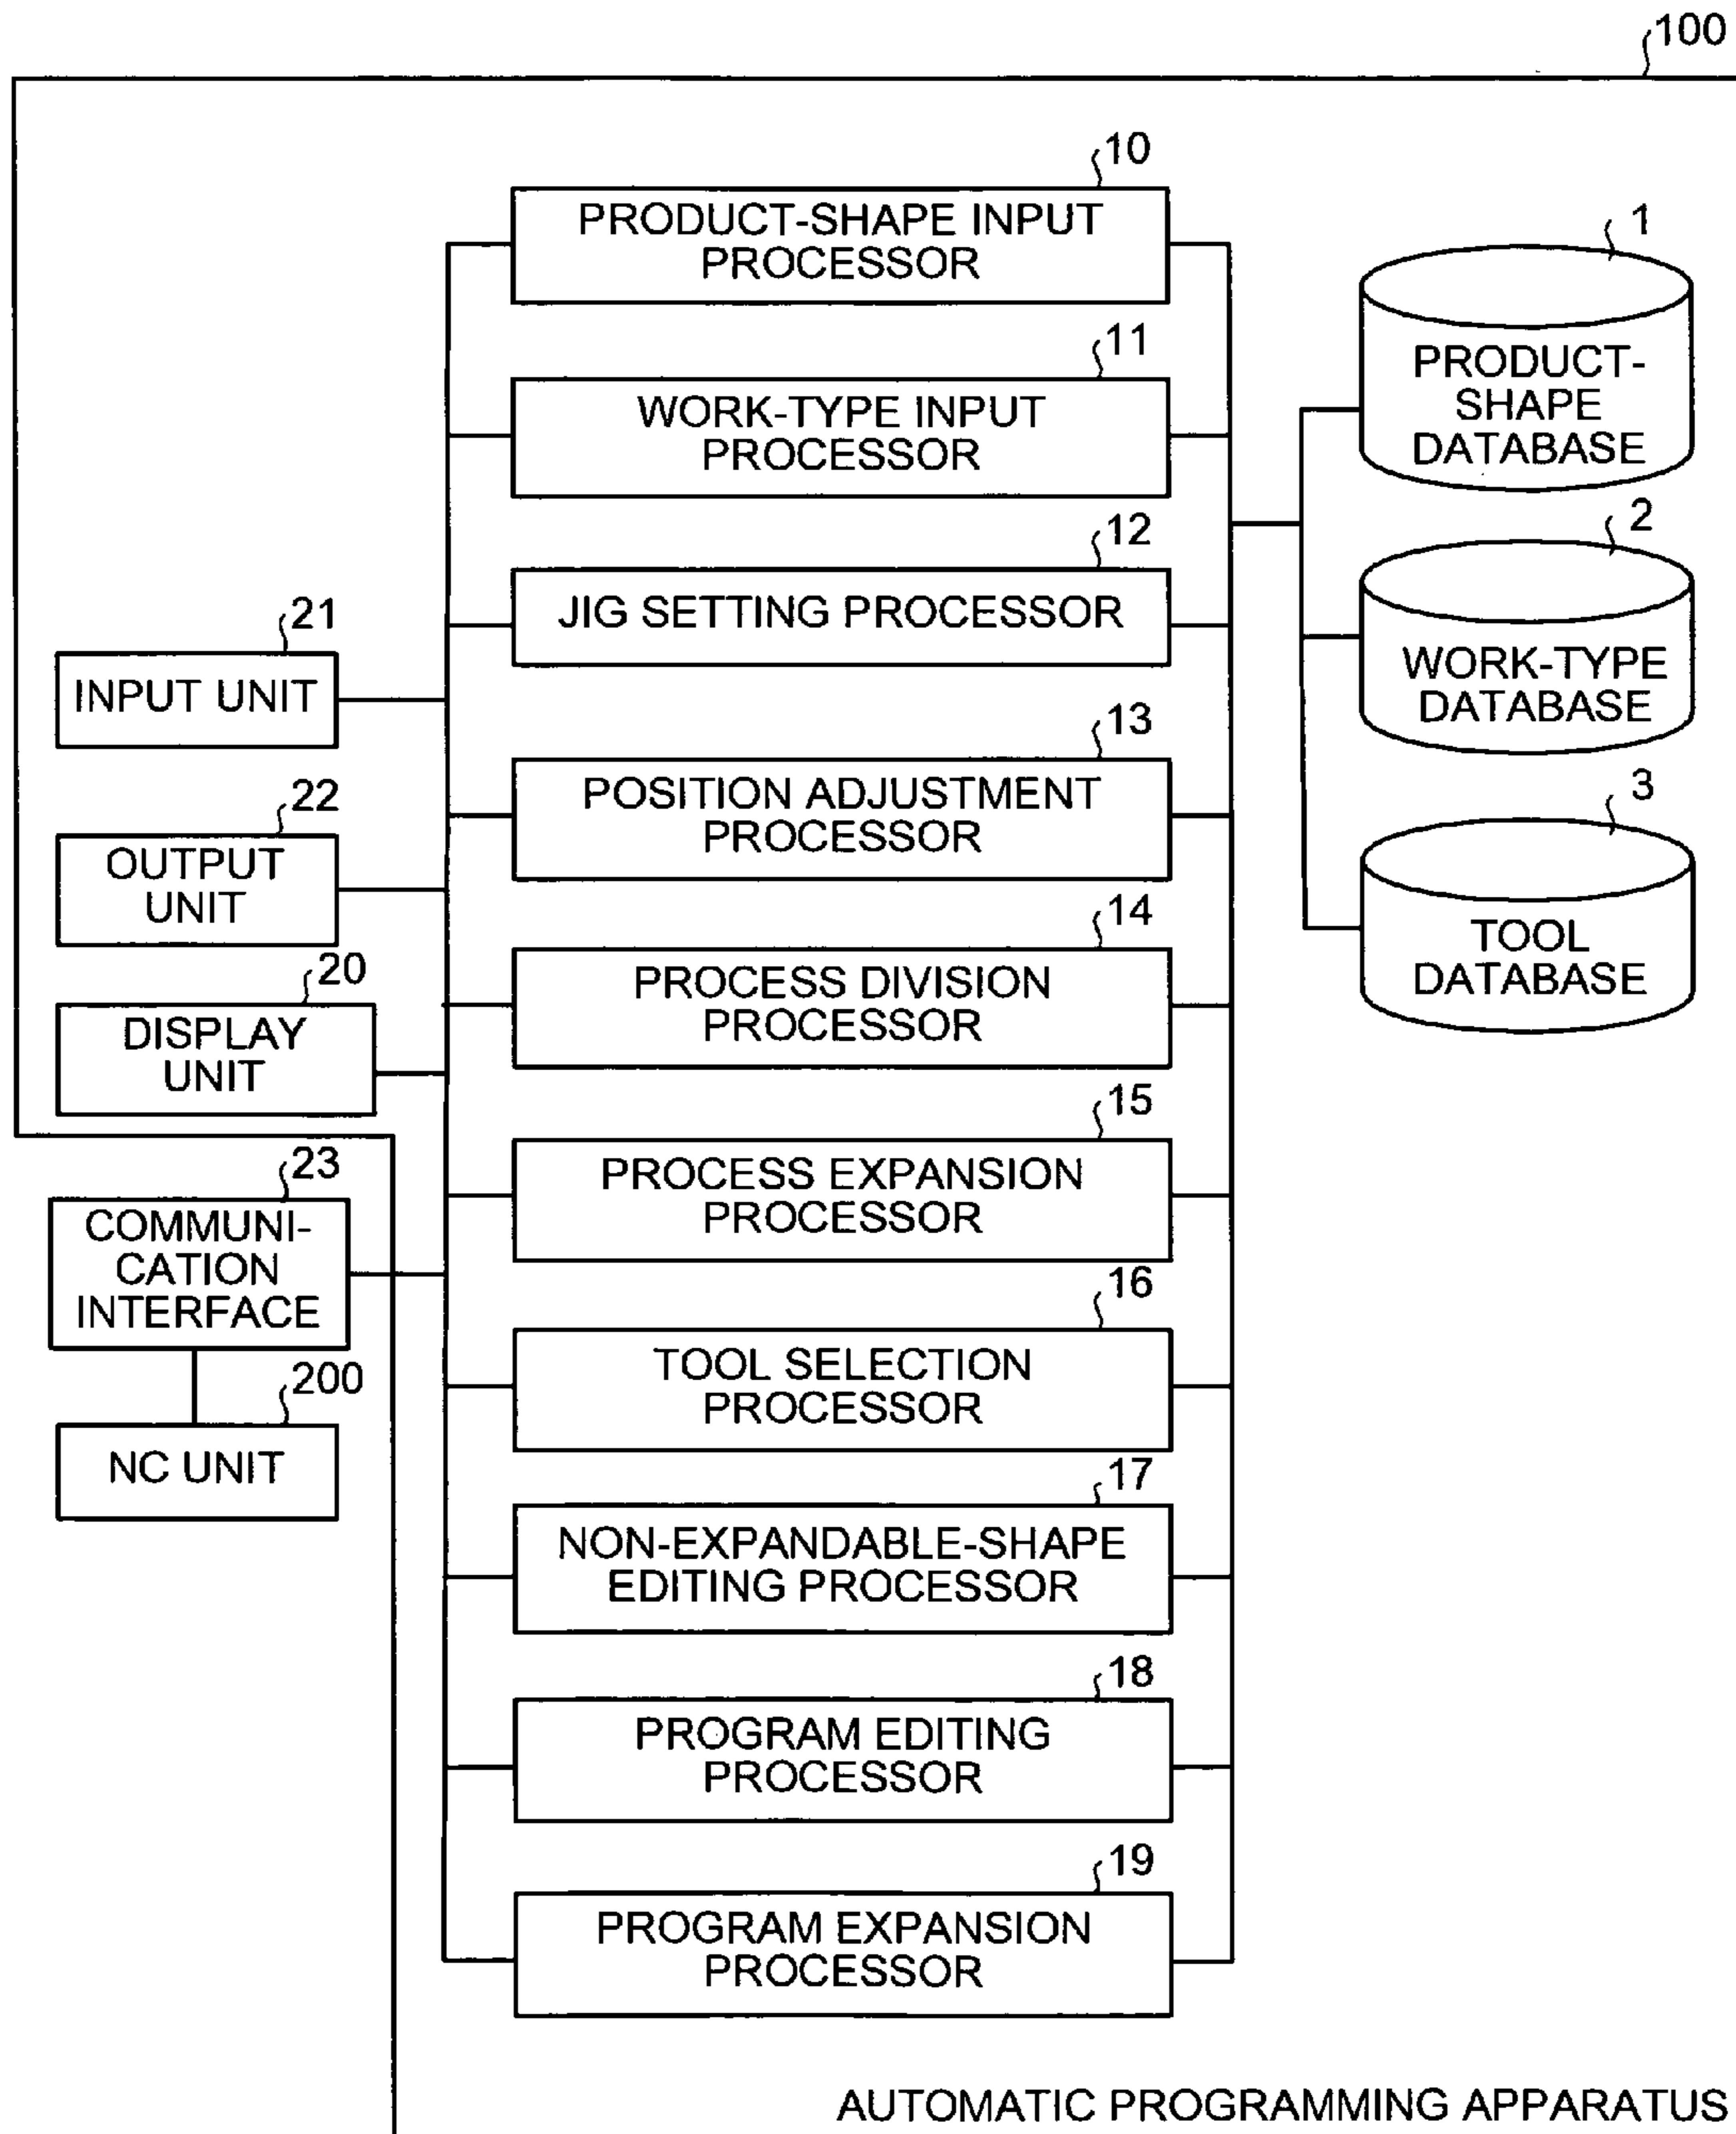 100
10
PRODUCT-SHAPE INPUT
PROCESSOR
11
WORK-TYPE INPUT
PROCESSOR
12
JIG SETTING PROCESSOR
13
POSITION ADJUSTMENT
PROCESSOR
14
PROCESS DIVISION
PROCESSOR
15
PROCESS EXPANSION
PROCESSOR
16
TOOL SELECTION
PROCESSOR
17
NON-EXPANDABLE-SHAPE
EDITING PROCESSOR
18
PROGRAM EDITING
PROCESSOR
19
PROGRAM EXPANSION
PROCESSOR
21
INPUT UNIT
22
OUTPUT
UNIT
20
DISPLAY
UNIT
23
COMMUNI-
CATION
INTERFACE
200
NC UNIT
1
PRODUCT-
SHAPE
DATABASE
2
WORK-TYPE
DATABASE
3
TOOL
DATABASE
AUTOMATIC PROGRAMMING APPARATUS